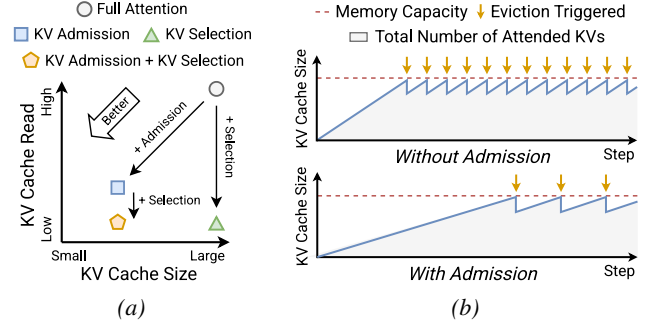 Full Attention
KV Admission
KV Selection
KV Admission + KV Selection
KV Cache Read
High
Low
Better
+ Admission
+ Selection
+ Selection
Small
Large
KV Cache Size
(a)
Memory Capacity
Eviction Triggered
Total Number of Attended KVs
KV Cache Size
Without Admission
Step
KV Cache Size
With Admission
Step
(b)